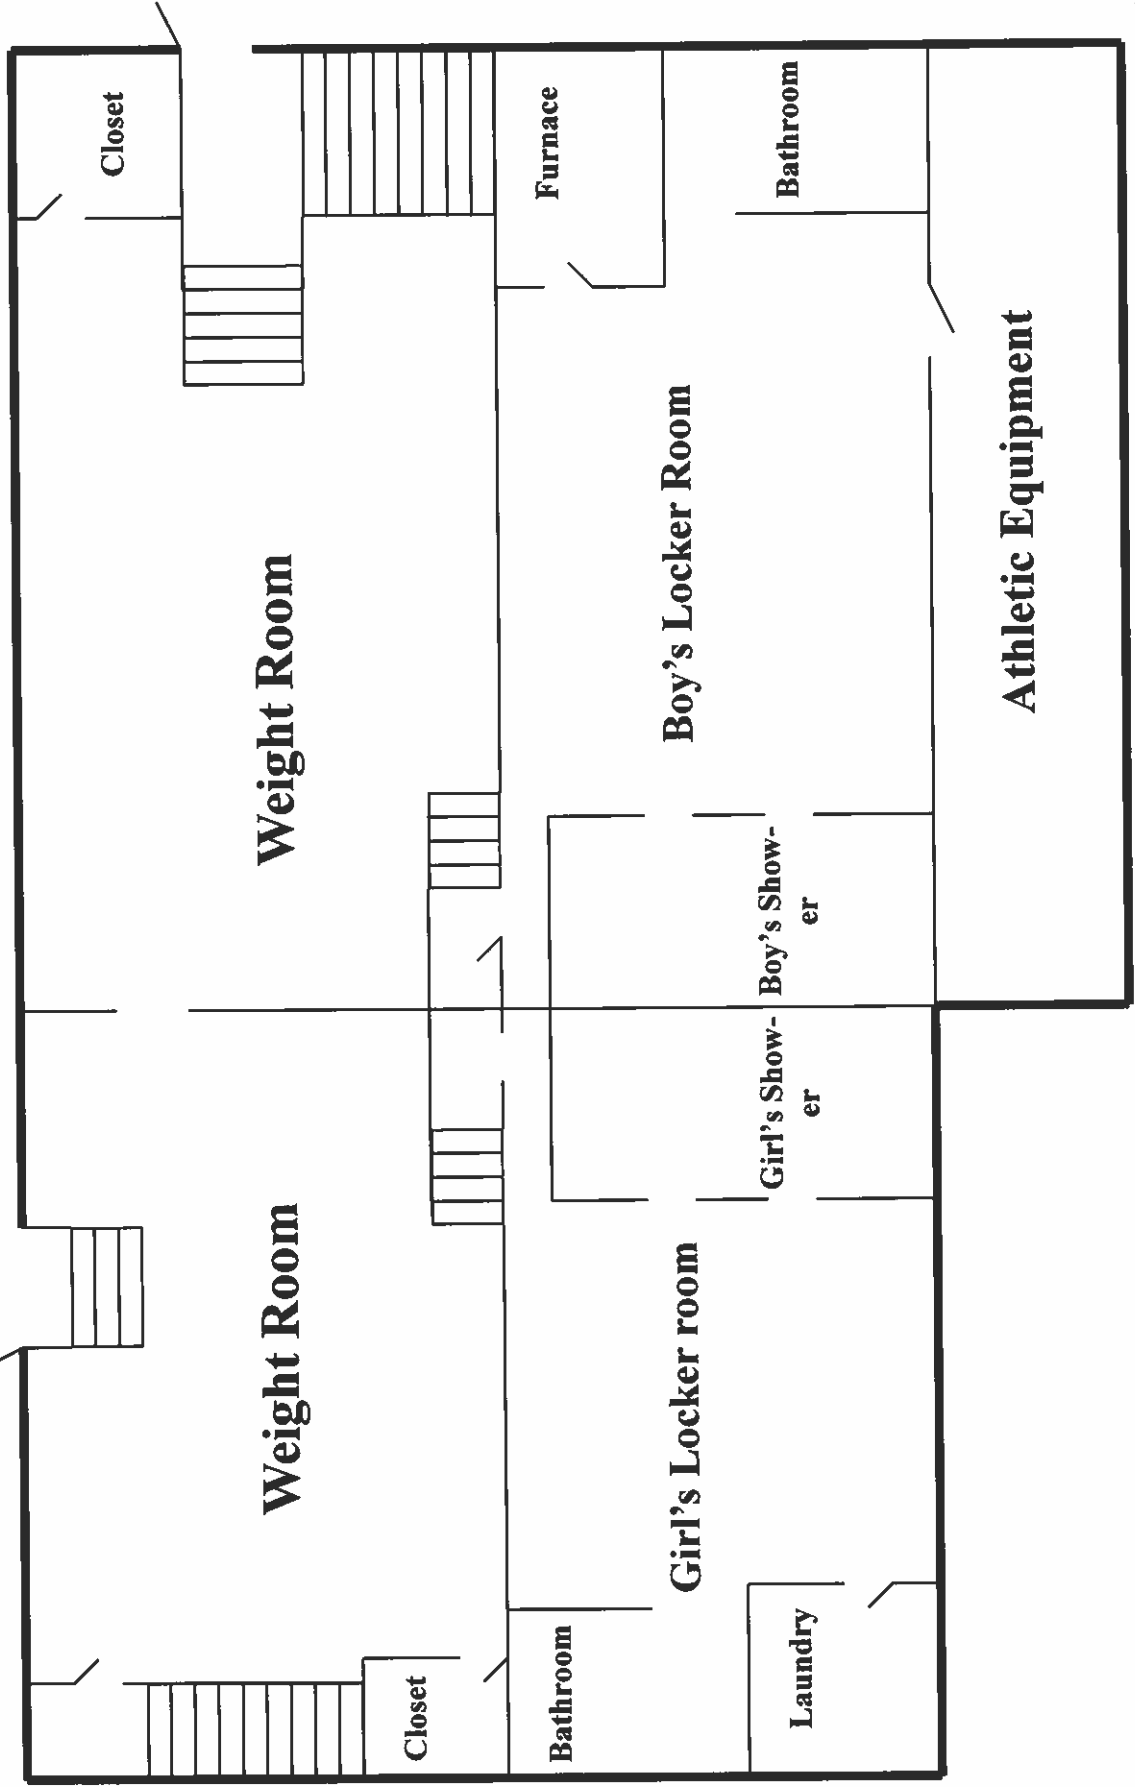 Closet
Weight Room
Weight Room
Closet
Furnace
Boy's Locker Room
Girl's Locker room
Bathroom
Bathroom
Boy's Show-
er
Girl's Show-
er
Laundry
Athletic Equipment